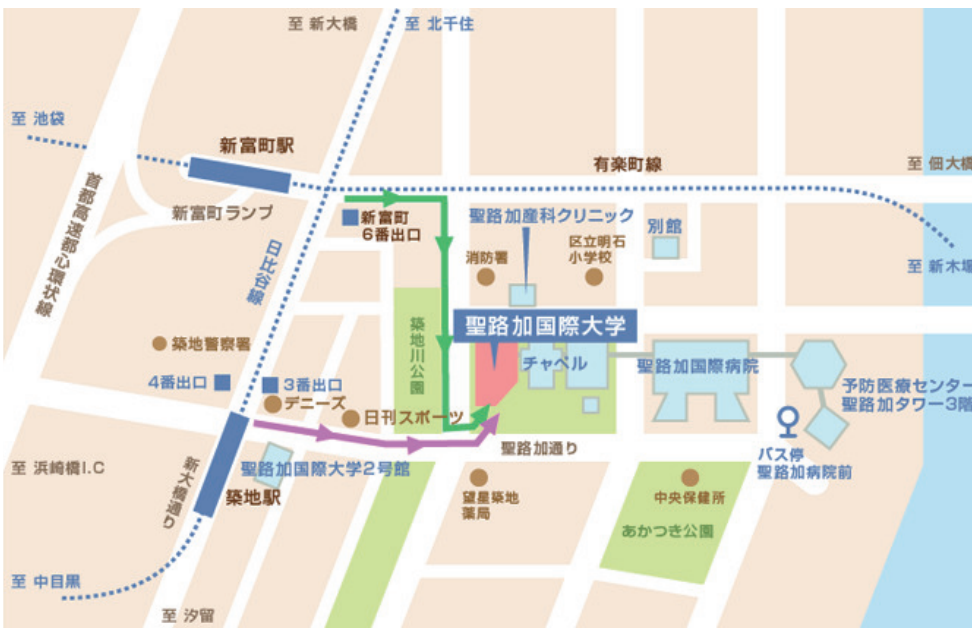 至 新大橋
至 北千住
至 池袋
新富町駅
有楽町線
至 佃大橋
首都高速都心環状線
新富町ランプ
日比谷線
新富町
6番出口
聖路加産科クリニック
別館
消防署
区立明石
小学校
至 新木場
築地川公園
聖路加国際大学
築地警察署
チャペル
聖路加国際病院
4番出口
3番出口
予防医療センター
聖路加タワー3階
デニーズ
日刊スポーツ
聖路加通り
バス停
聖路加病院前
至 浜崎橋I.C
新大橋通り
聖路加国際大学2号館
築地駅
望星築地
薬局
中央保健所
あかつき公園
至 中目黒
至 汐留